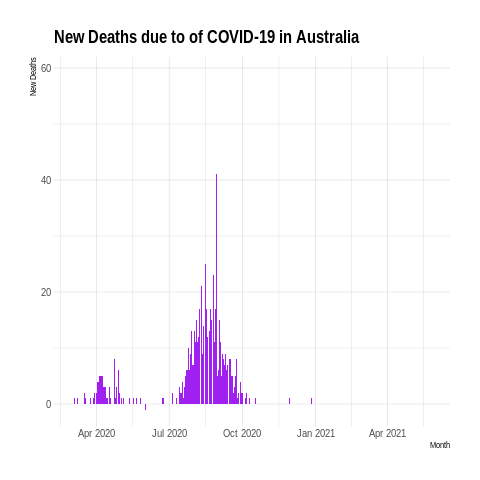 New Deaths due to of COVID-19 in Australia
New Deaths
60
40
20
0
Apr 2020 Jul 2020 Oct 2020 Jan 2021 Apr 2021
Month